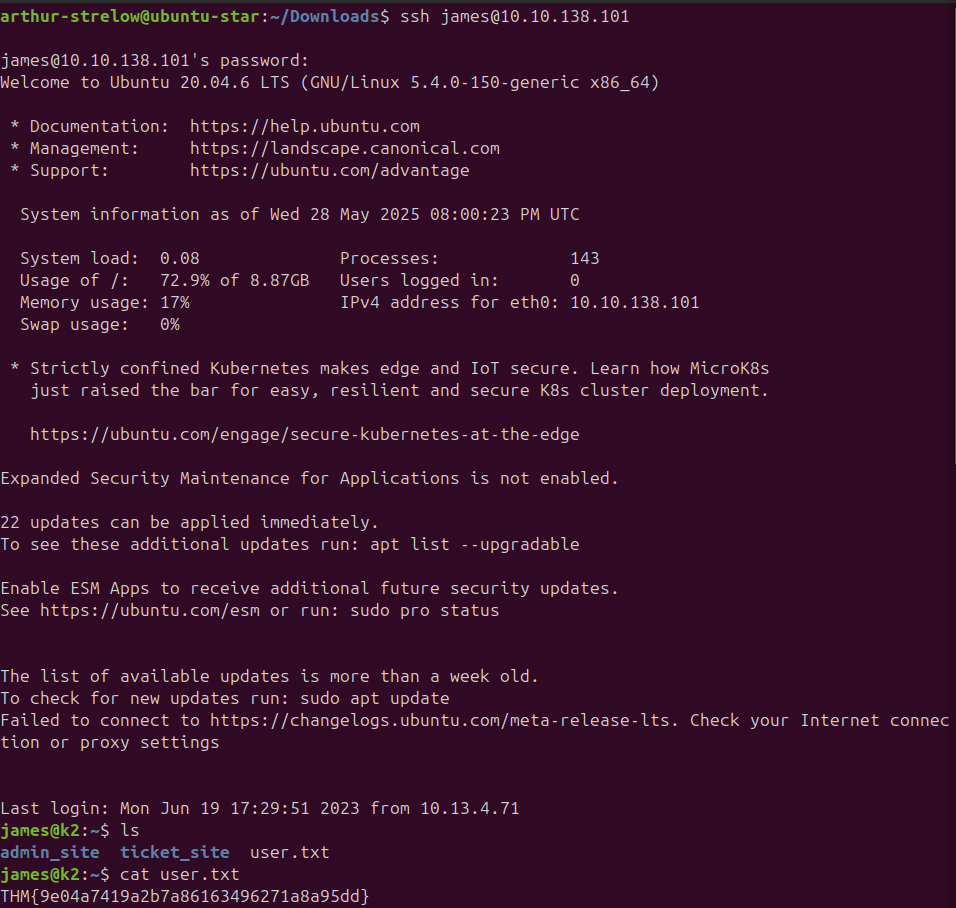 arthur-strelow@ubuntu-star:~/Downloads$ ssh james@10.10.138.101
james@10.10.138.101's password:
Welcome to Ubuntu 20.04.6 LTS (GNU/Linux 5.4.0-150-generic x86_64)
* Documentation:  https://help.ubuntu.com
* Management:     https://landscape.canonical.com
* Support:        https://ubuntu.com/advantage
System information as of Wed 28 May 2025 08:00:23 PM UTC
System load:  0.08              Processes:             143
Usage of /:   72.9% of 8.87GB   Users logged in:       0
Memory usage: 17%               IPv4 address for eth0: 10.10.138.101
Swap usage:   0%
* Strictly confined Kubernetes makes edge and IoT secure. Learn how MicroK8s
just raised the bar for easy, resilient and secure K8s cluster deployment.
https://ubuntu.com/engage/secure-kubernetes-at-the-edge
Expanded Security Maintenance for Applications is not enabled.
22 updates can be applied immediately.
To see these additional updates run: apt list --upgradable
Enable ESM Apps to receive additional future security updates.
See https://ubuntu.com/esm or run: sudo pro status
The list of available updates is more than a week old.
To check for new updates run: sudo apt update
Failed to connect to https://changelogs.ubuntu.com/meta-release-lts. Check your Internet connec
tion or proxy settings
Last login: Mon Jun 19 17:29:51 2023 from 10.13.4.71
james@k2:~$ ls
admin_site  ticket_site  user.txt
james@k2:~$ cat user.txt
THM{9e04a7419a2b7a86163496271a8a95dd}